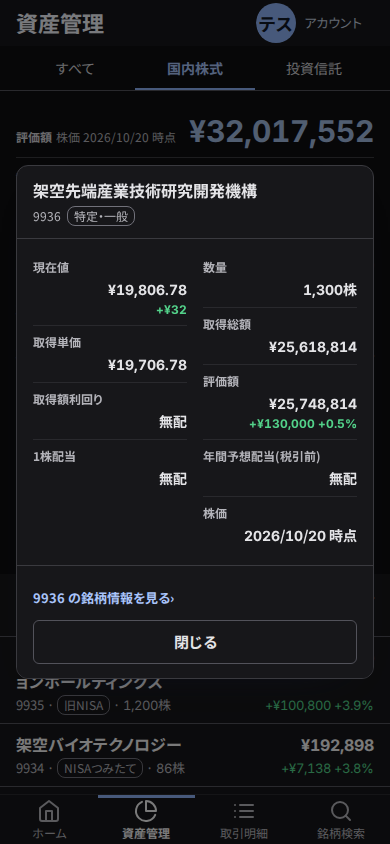 資産管理
テス アカウント
すべて 国内株式 投資信託
評価額 株価 2026/10/20 時点 ¥32,017,552
架空先端産業技術研究開発機構
9936 特定・一般
現在値
¥19,806.78
+¥32
取得単価
¥19,706.78
取得額利回り
無配
1株配当
無配
数量
1,300株
取得総額
¥25,618,814
評価額
¥25,748,814
+¥130,000 +0.5%
年間予想配当(税引前)
無配
株価
2026/10/20 時点
9936 の銘柄情報を見る›
閉じる
ョンホールディングス
9935 · 旧NISA · 1,200株 +¥100,800 +3.9%
架空バイオテクノロジー ¥192,898
9934 · NISAつみたて · 86株 +¥7,138 +3.8%
ホーム 資産管理 取引明細 銘柄検索